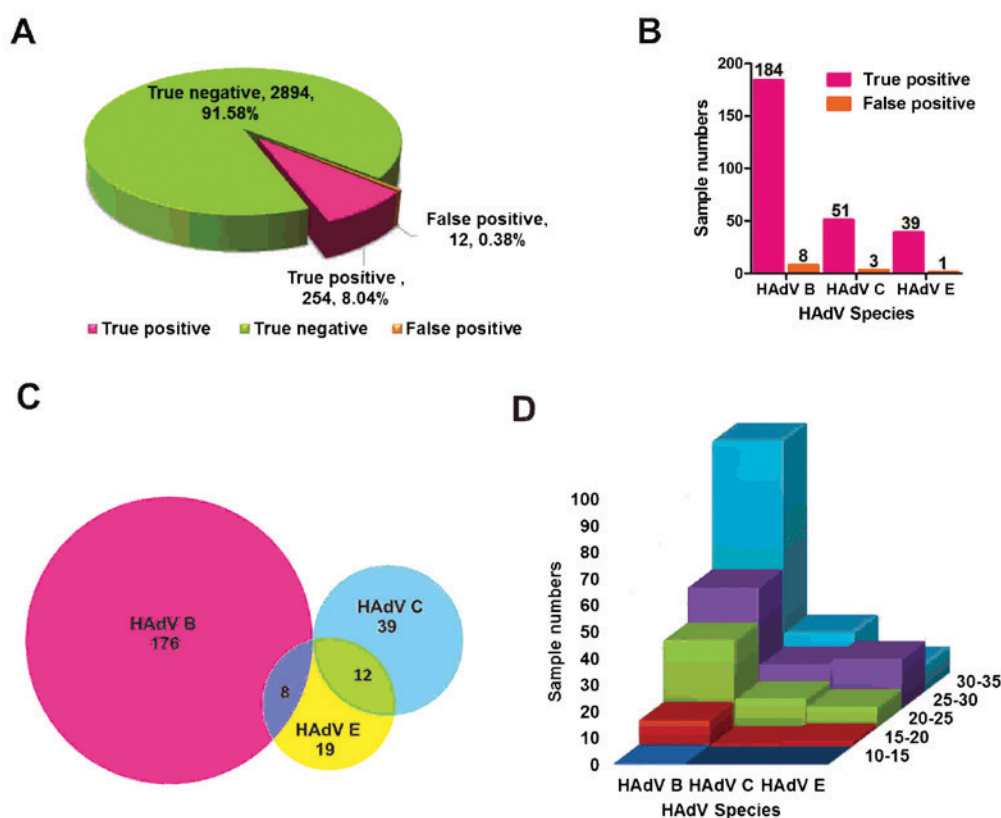 A
True negative, 2894,
91.58%
False positive,
12, 0.38%
True positive ,
254, 8.04%
True positive
True negative
False positive
B
Sample numbers
200
150
100
50
0
184
8
51
3
39
1
True positive
False positive
HAdV B
HAdV C
HAdV E
HAdV Species
C
HAdV B
176
HAdV C
39
8
12
HAdV E
19
D
Sample numbers
100
90
80
70
60
50
40
30
20
10
0
30-35
25-30
20-25
15-20
10-15
HAdV B HAdV C HAdV E
HAdV Species